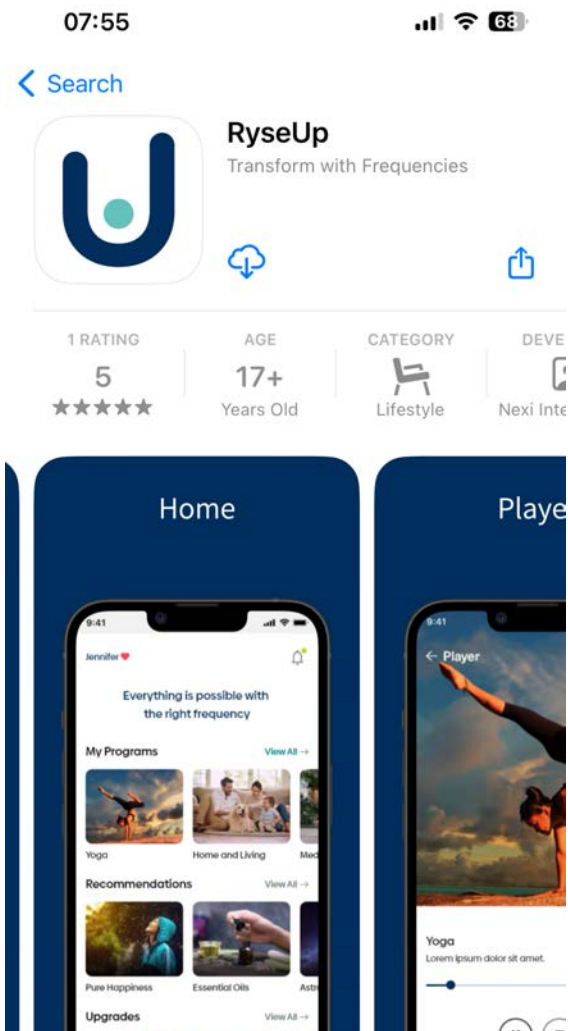 07:55
68
Search
RyseUp
Transform with Frequencies
1 RATING
AGE
CATEGORY
DEVE
5
17+
Years Old
Lifestyle
Nexi Inte
Home
Playe
9:41
Jennifer
Everything is possible with
the right frequency
My Programs
View All →
Yoga
Home and Living
Med
Recommendations
View All →
Pure Happiness
Essential Oils
Astr
Upgrades
View All →
9:41
← Player
Yoga
Lorem ipsum dolor sit amet.